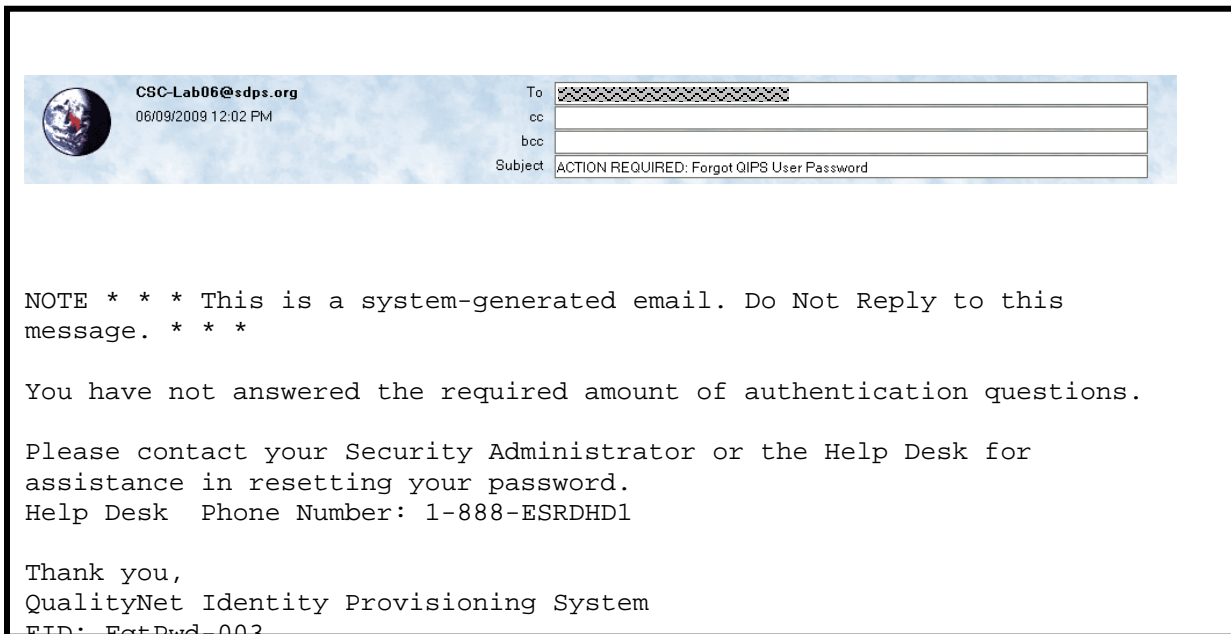 CSC-Lab06@sdps.org
06/09/2009 12:02 PM
To
cc
bcc
Subject ACTION REQUIRED: Forgot QIPS User Password
NOTE * * * This is a system-generated email. Do Not Reply to this
message. * * *
You have not answered the required amount of authentication questions.
Please contact your Security Administrator or the Help Desk for
assistance in resetting your password.
Help Desk  Phone Number: 1-888-ESRDHD1
Thank you,
QualityNet Identity Provisioning System
EID: FgtPwd-003